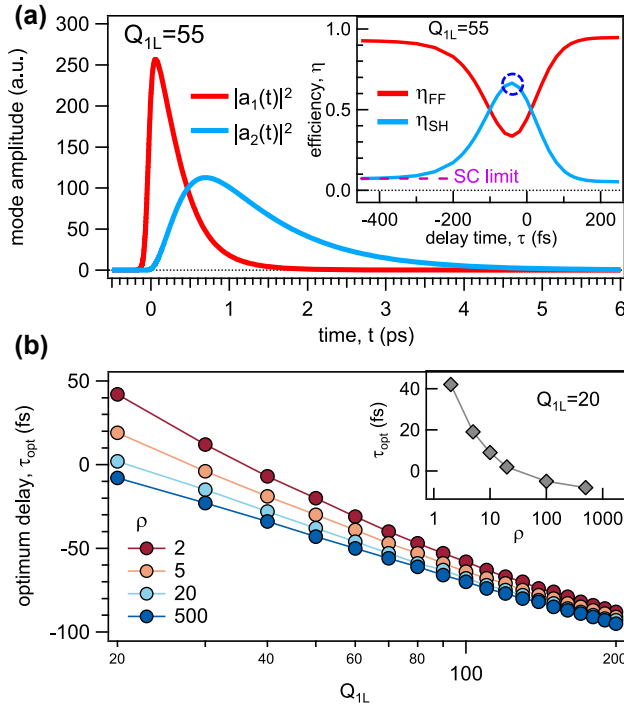 (a)
Q1L=55
mode amplitude (a.u.)
300
250
200
150
100
50
0
|a1(t)|²
|a2(t)|²
0
1
2
3
4
5
6
time, t (ps)
Q1L=55
efficiency, η
1.0
0.5
0.0
ηFF
ηSH
SC limit
-400
-200
0
200
delay time, τ (fs)
(b)
optimum delay, τopt (fs)
50
0
-50
-100
ρ
2
5
20
500
20
40
60
80
100
200
Q1L
Q1L=20
τopt (fs)
40
20
0
1
10
100
1000
ρ